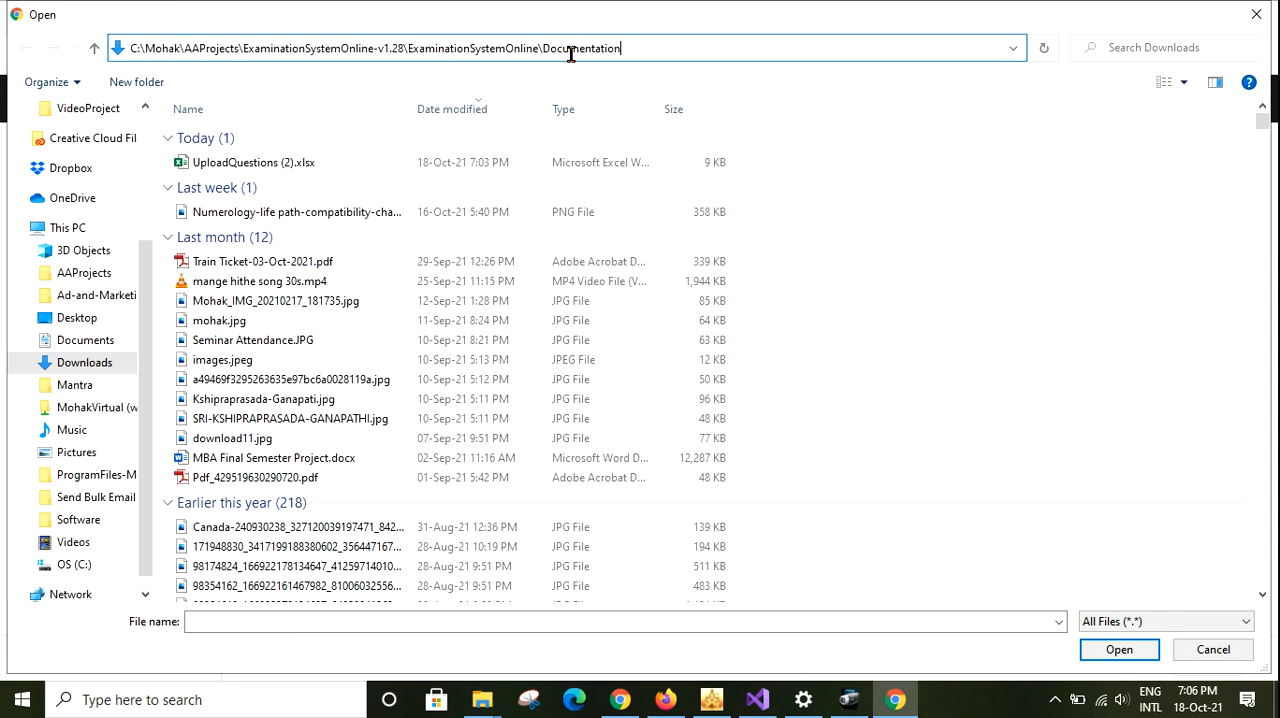 Open
C:\Mohak\AAProjects\ExaminationSystemOnline-v1.28\ExaminationSystemOnline\Documentation
Search Downloads
Organize
New folder
Name
Date modified
Type
Size
VideoProject
Creative Cloud Fil
Dropbox
OneDrive
This PC
3D Objects
AAProjects
Ad-and-Marketi
Desktop
Documents
Downloads
Mantra
MohakVirtual (w
Music
Pictures
ProgramFiles-M
Send Bulk Email
Software
Videos
OS (C:)
Network
Today (1)
UploadQuestions (2).xlsx 18-Oct-21 7:03 PM Microsoft Excel W... 9 KB
Last week (1)
Numerology-life path-compatibility-cha... 16-Oct-21 5:40 PM PNG File 358 KB
Last month (12)
Train Ticket-03-Oct-2021.pdf 29-Sep-21 12:26 PM Adobe Acrobat D... 339 KB
mange hithe song 30s.mp4 25-Sep-21 11:15 PM MP4 Video File (V... 1,944 KB
Mohak_IMG_20210217_181735.jpg 12-Sep-21 1:28 PM JPG File 85 KB
mohak.jpg 11-Sep-21 8:24 PM JPG File 64 KB
Seminar Attendance.JPG 10-Sep-21 8:21 PM JPG File 63 KB
images.jpeg 10-Sep-21 5:13 PM JPEG File 12 KB
a49469f3295263635e97bc6a0028119a.jpg 10-Sep-21 5:12 PM JPG File 50 KB
Kshipraprasada-Ganapati.jpg 10-Sep-21 5:11 PM JPG File 96 KB
SRI-KSHIPRAPRASADA-GANAPATHI.jpg 10-Sep-21 5:11 PM JPG File 48 KB
download11.jpg 07-Sep-21 9:51 PM JPG File 77 KB
MBA Final Semester Project.docx 02-Sep-21 11:16 AM Microsoft Word D... 12,287 KB
Pdf_429519630290720.pdf 01-Sep-21 5:42 PM Adobe Acrobat D... 48 KB
Earlier this year (218)
Canada-240930238_327120039197471_842... 31-Aug-21 12:36 PM JPG File 139 KB
171948830_3417199188380602_356447167... 28-Aug-21 10:19 PM JPG File 194 KB
98174824_166922178134647_41259714010... 28-Aug-21 9:51 PM JPG File 511 KB
98354162_166922161467982_81006032556... 28-Aug-21 9:51 PM JPG File 483 KB
File name:
All Files (*.*)
Open
Cancel
Type here to search
ENG
INTL
7:06 PM
18-Oct-21